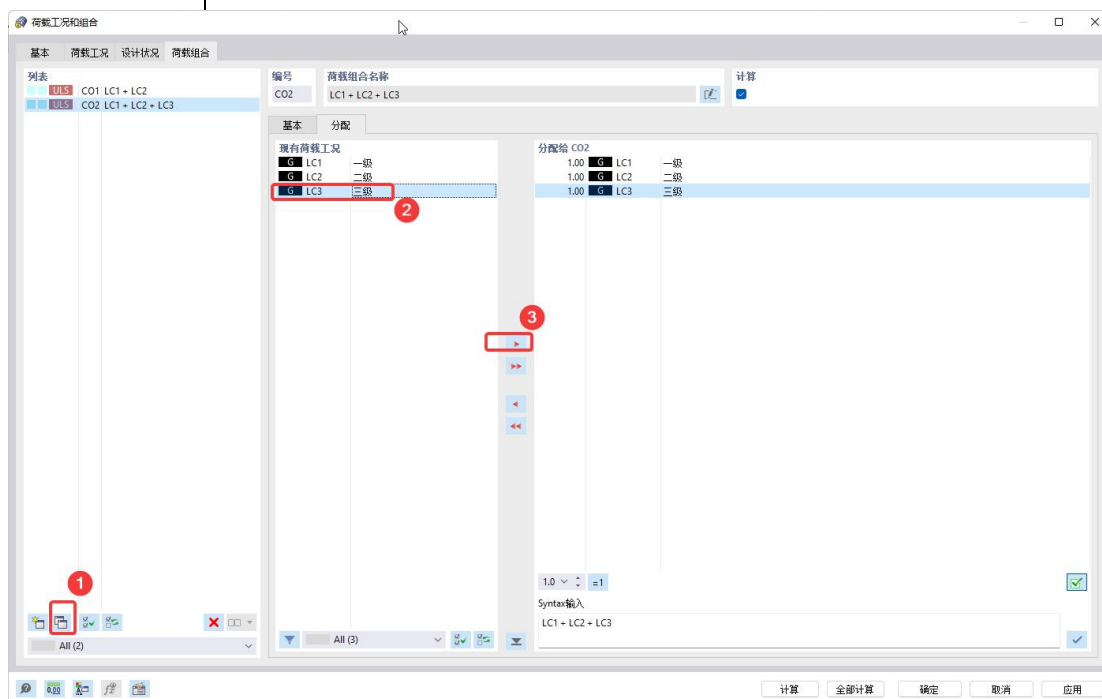 荷载工况和组合
基本 荷载工况 设计状况 荷载组合
列表
ULS CO1 LC1 + LC2
ULS CO2 LC1 + LC2 + LC3
编号 荷载组合名称 计算
CO2 LC1 + LC2 + LC3
基本 分配
现有荷载工况 分配给 CO2
G LC1 一级 1.00 G LC1 一级
G LC2 二级 1.00 G LC2 二级
G LC3 三级 1.00 G LC3 三级
2
3
1
1.0 =1
Syntax输入
LC1 + LC2 + LC3
All (2) All (3)
0,00
计算 全部计算 确定 取消 应用